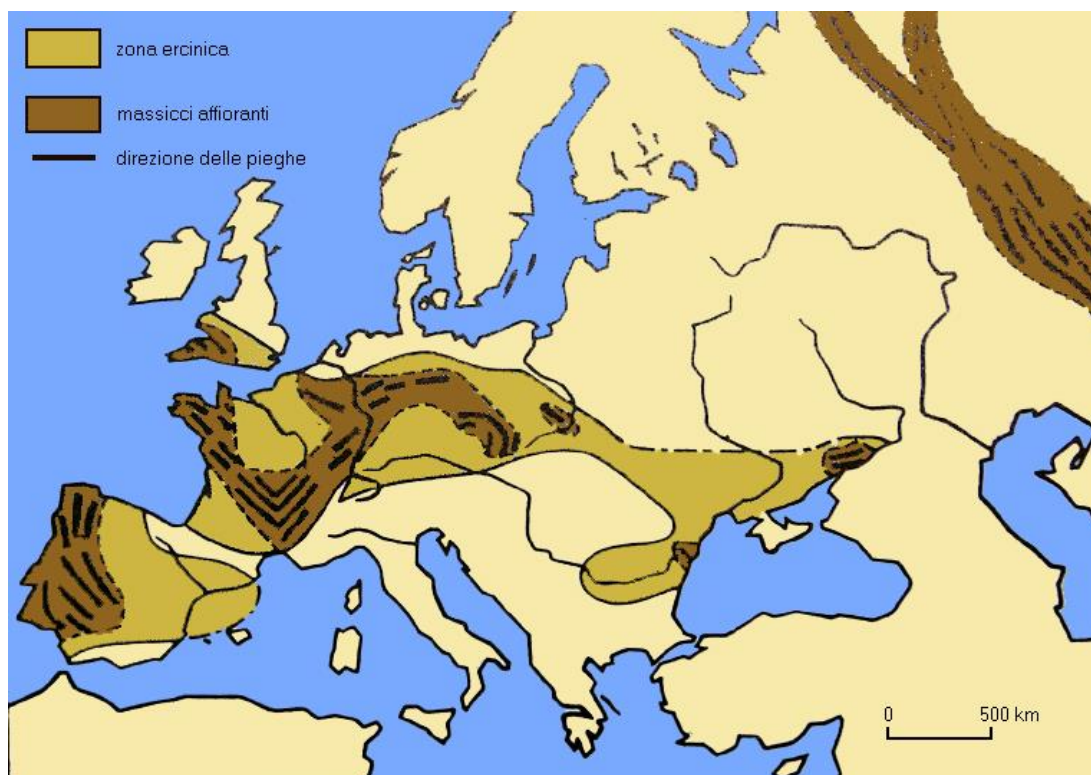 zona ercinica
massicci affioranti
direzione delle pieghe
0 500 km